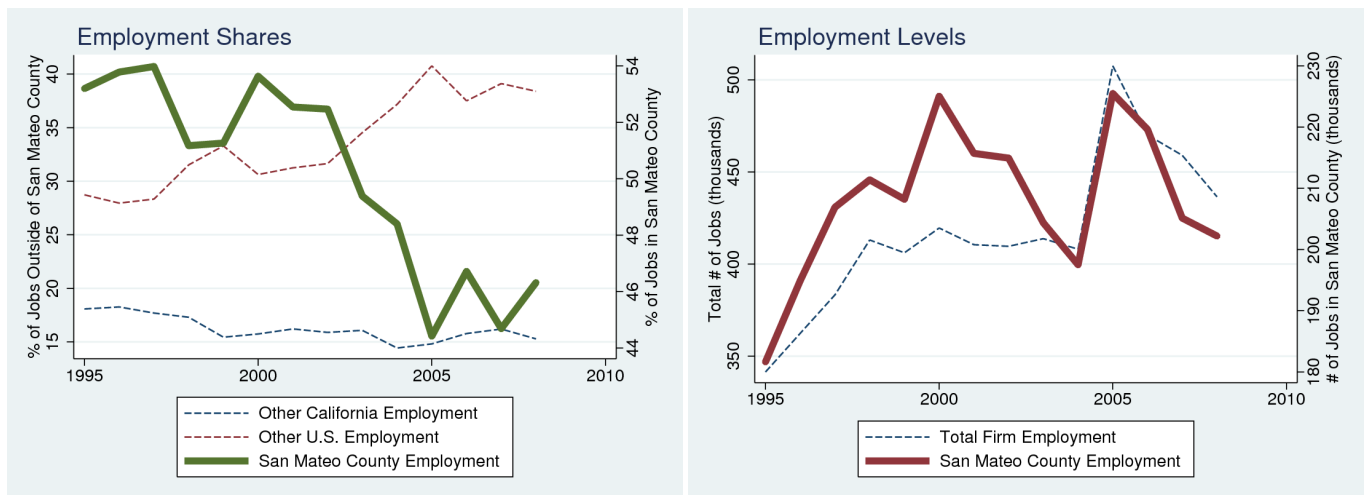 Employment Shares
% of Jobs Outside of San Mateo County
40
35
30
25
20
15
54
52
50
48
46
44
% of Jobs in San Mateo County
1995
2000
2005
2010
Other California Employment
Other U.S. Employment
San Mateo County Employment
Employment Levels
Total # of Jobs (thousands)
500
450
400
350
230
220
210
200
190
180
# of Jobs in San Mateo County (thousands)
1995
2000
2005
2010
Total Firm Employment
San Mateo County Employment